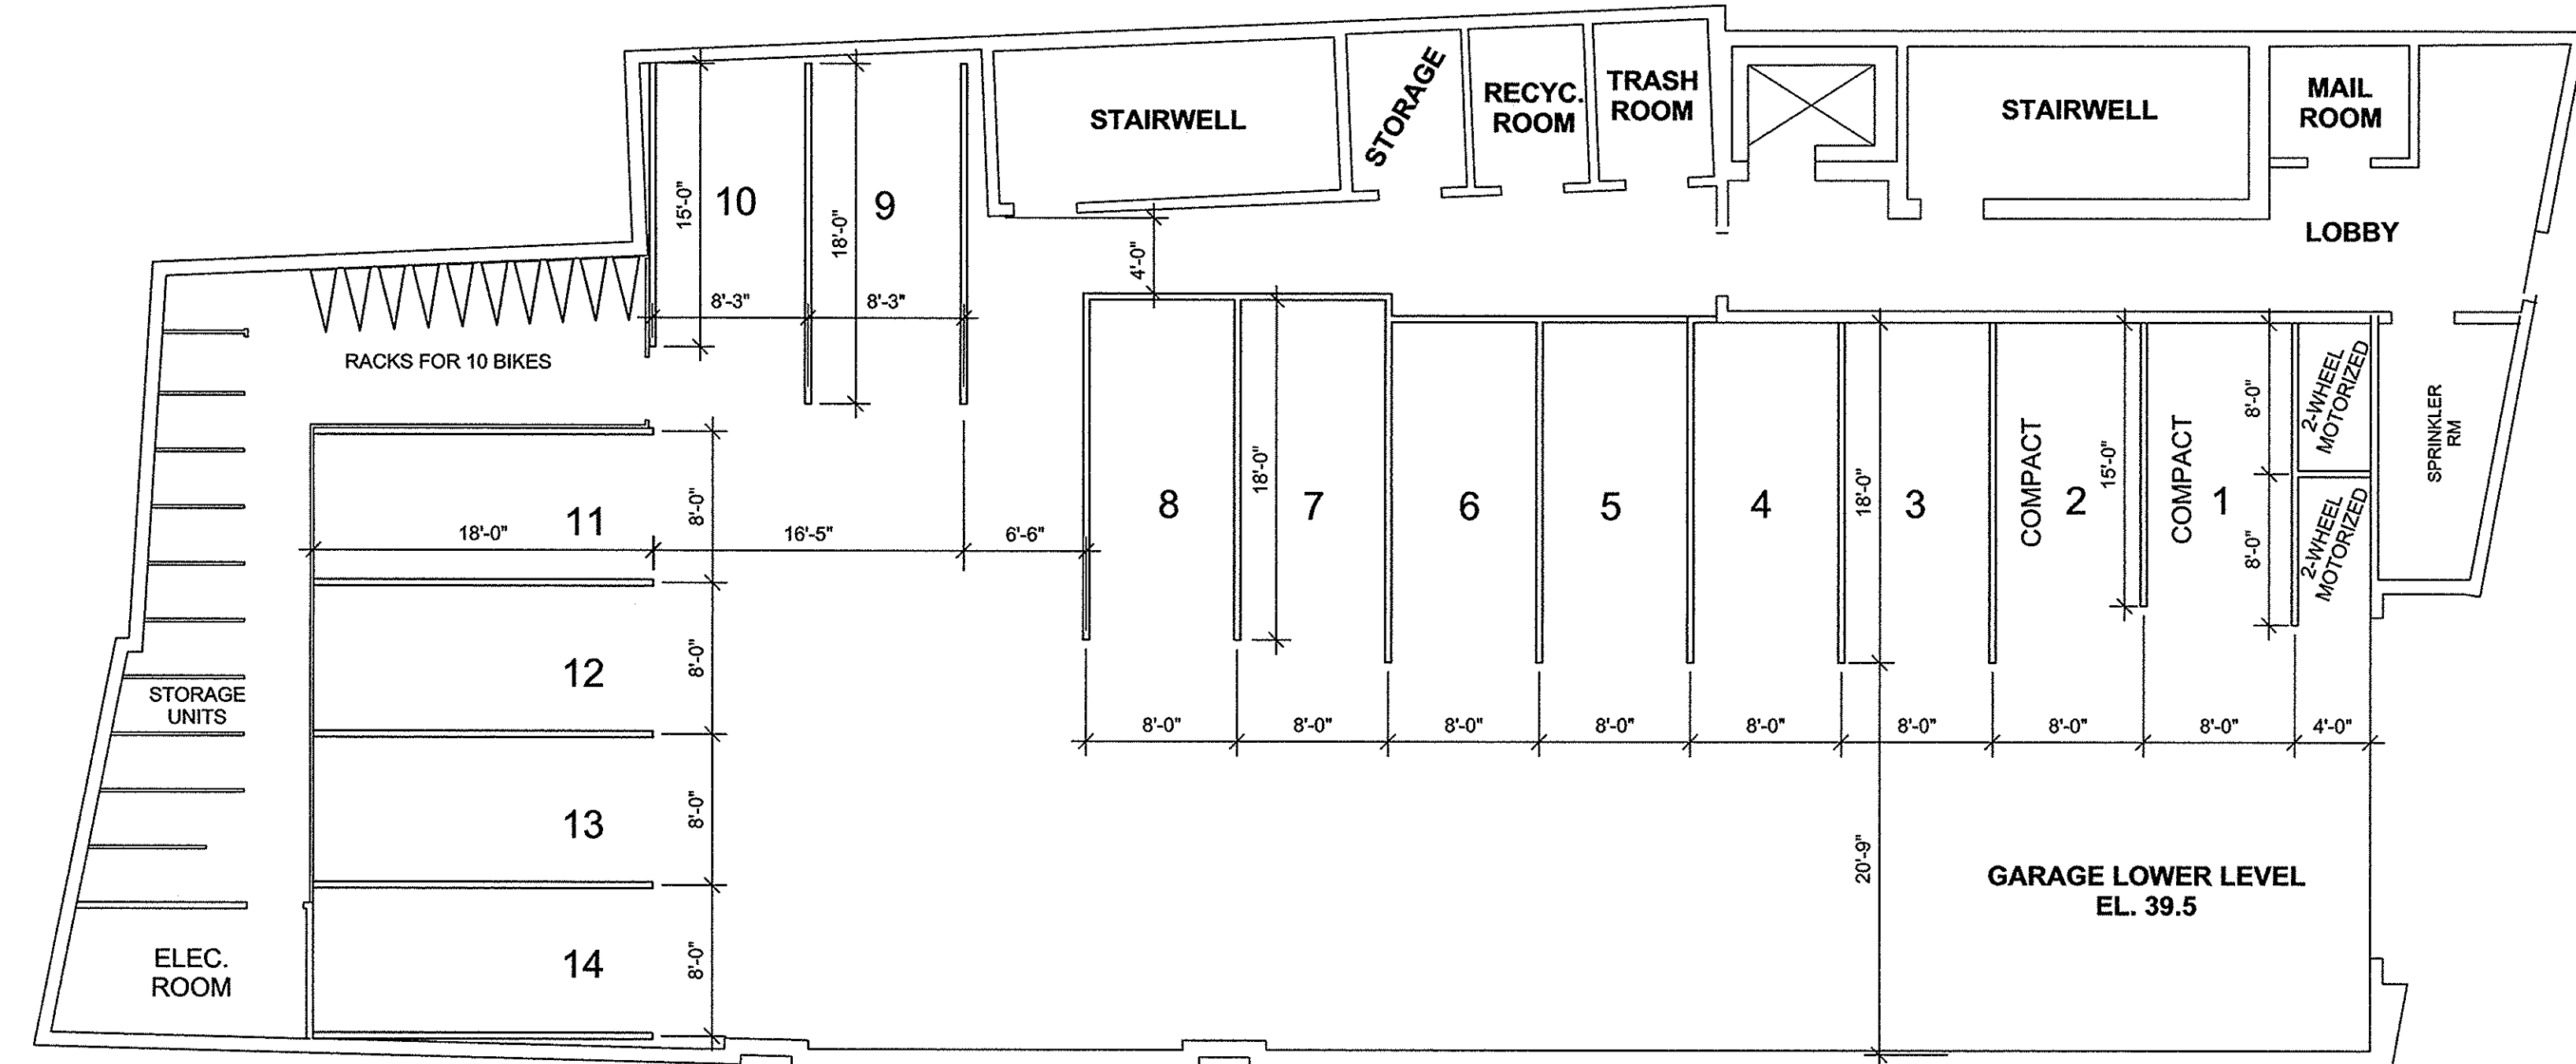 STAIRWELL
STORAGE
RECYC.
ROOM
TRASH
ROOM
STAIRWELL
MAIL
ROOM
LOBBY
15'-0"
10
18'-0"
9
4'-0"
8'-3"
8'-3"
RACKS FOR 10 BIKES
8'-0"
11
18'-0"
16'-5"
6'-6"
8
18'-0"
7
6
5
4
18'-0"
3
COMPACT
2
15'-0"
COMPACT
1
8'-0"
8'-0"
2-WHEEL
MOTORIZED
2-WHEEL
MOTORIZED
SPRINKLER
RM
12
8'-0"
STORAGE
UNITS
8'-0"
8'-0"
8'-0"
8'-0"
8'-0"
8'-0"
8'-0"
8'-0"
4'-0"
13
8'-0"
20'-9"
GARAGE LOWER LEVEL
EL. 39.5
ELEC.
ROOM
14
8'-0"